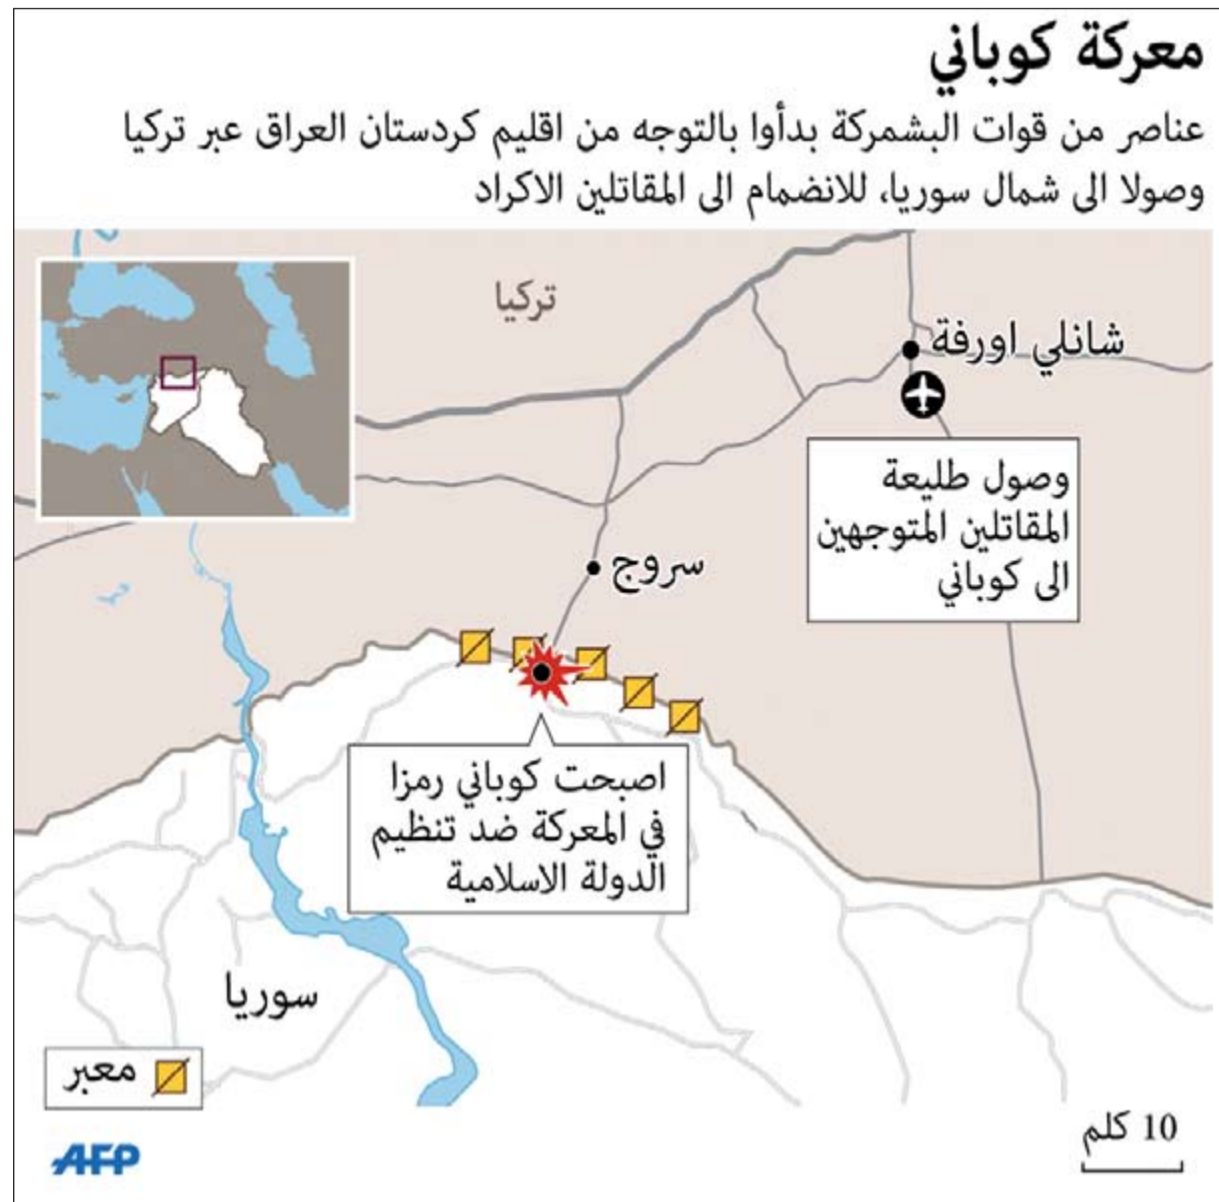 معركة كوباني
عناصر من قوات البشمركة بدأوا بالتوجه من اقليم كردستان العراق عبر تركيا
وصولا الى شمال سوريا، للانضمام الى المقاتلين الاكراد
تركيا
شانلي اورفة
وصول طليعة
المقاتلين المتوجهين
الى كوباني
سروج
اصبحت كوباني رمزا
في المعركة ضد تنظيم
الدولة الاسلامية
سوريا
معبر
10 كلم
AFP